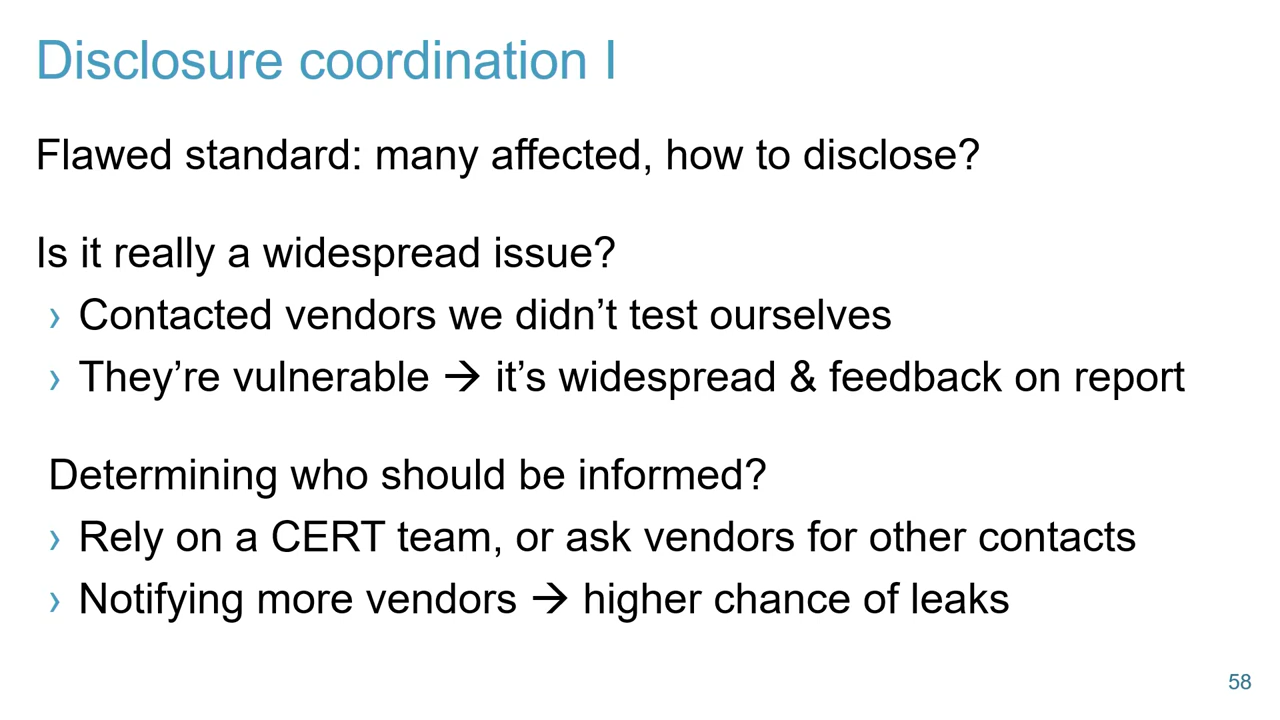 Disclosure coordination I
Flawed standard: many affected, how to disclose?
Is it really a widespread issue?
› Contacted vendors we didn’t test ourselves
› They’re vulnerable → it’s widespread & feedback on report
Determining who should be informed?
› Rely on a CERT team, or ask vendors for other contacts
› Notifying more vendors → higher chance of leaks
58